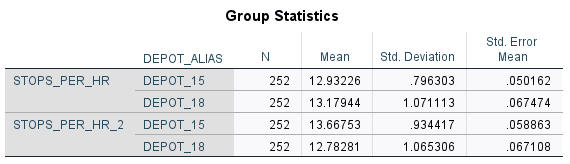 Group Statistics
DEPOT_ALIAS N Mean Std. Deviation Std. Error Mean
STOPS_PER_HR DEPOT_15 252 12.93226 .796303 .050162
DEPOT_18 252 13.17944 1.071113 .067474
STOPS_PER_HR_2 DEPOT_15 252 13.66753 .934417 .058863
DEPOT_18 252 12.78281 1.065306 .067108